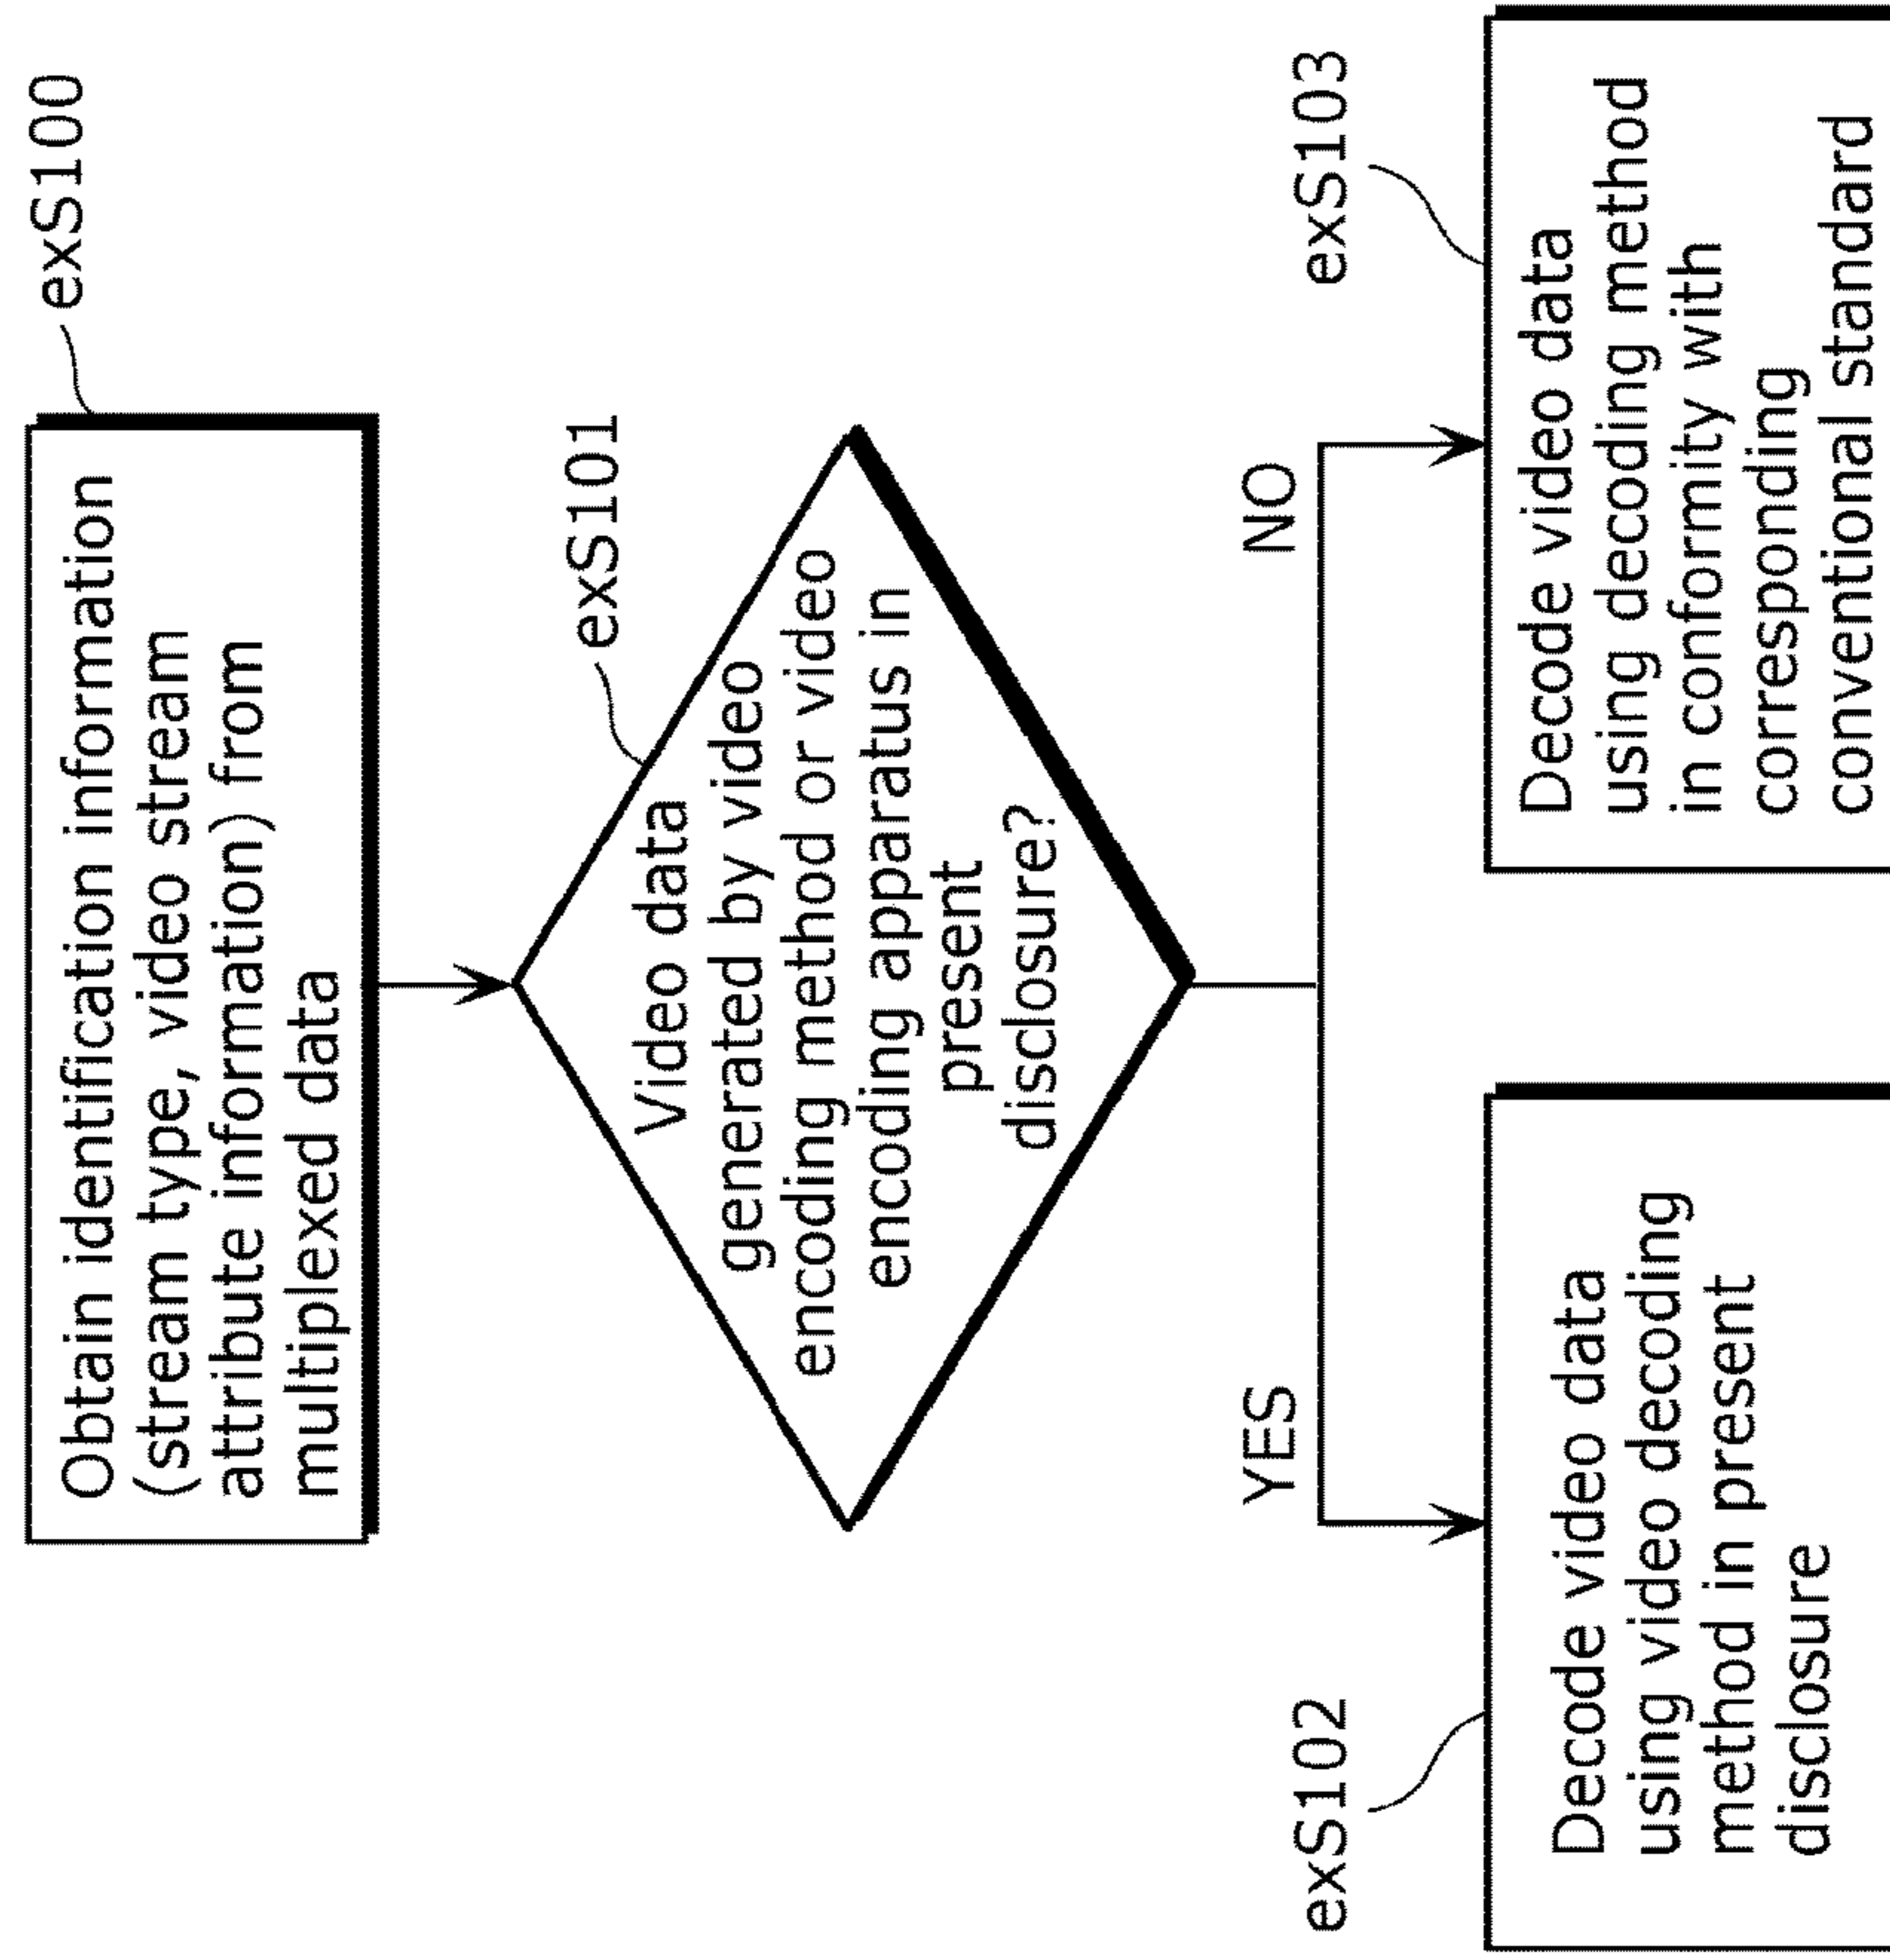 exS100
Obtain identification information
(stream type, video stream
attribute information) from
multiplexed data
exS101
Video data
generated by video
encoding method or video
encoding apparatus in
present
disclosure?
YES
NO
exS102
Decode video data
using video decoding
method in present
disclosure
exS103
Decode video data
using decoding method
in conformity with
corresponding
conventional standard